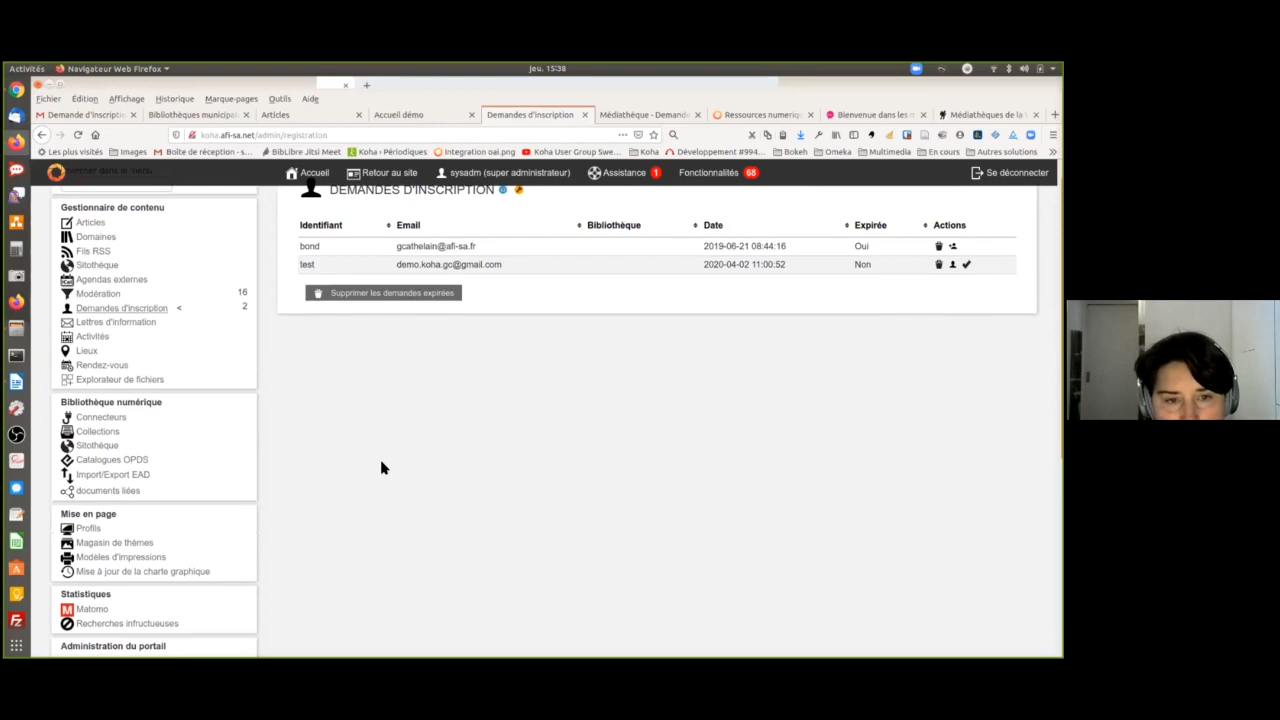 Activités Navigateur Web Firefox jeu. 15:38
Fichier Édition Affichage Historique Marque-pages Outils Aide
Demande d'inscriptic Bibliothèques municipal Articles Accueil démo Demandes d'inscription Médiathèque - Demande Ressources numériqu Bienvenue dans les n Médiathèques de la V
koha.afi-sa.net/admin/registration
Les plus visités Images Boîte de réception - s... BibLibre Jitsi Meet Koha › Périodiques Integration oai.png Koha User Group Swe... Koha Développement #994... Bokeh Omeka Multimedia En cours Autres solutions
Accueil Retour au site sysadm (super administrateur) Assistance 1 Fonctionnalités 68 Se déconnecter
DEMANDES D'INSCRIPTION
Gestionnaire de contenu
Articles
Domaines
Fils RSS
Sitothèque
Agendas externes
Modération 16
Demandes d'inscription < 2
Lettres d'information
Activités
Lieux
Rendez-vous
Explorateur de fichiers
Bibliothèque numérique
Connecteurs
Collections
Sitothèque
Catalogues OPDS
Import/Export EAD
documents liées
Mise en page
Profils
Magasin de thèmes
Modèles d'impressions
Mise à jour de la charte graphique
Statistiques
Matomo
Recherches infructueuses
Administration du portail
Identifiant Email Bibliothèque Date Expirée Actions
bond gcathelain@afi-sa.fr 2019-06-21 08:44:16 Oui
test demo.koha.gc@gmail.com 2020-04-02 11:00:52 Non
Supprimer les demandes expirées